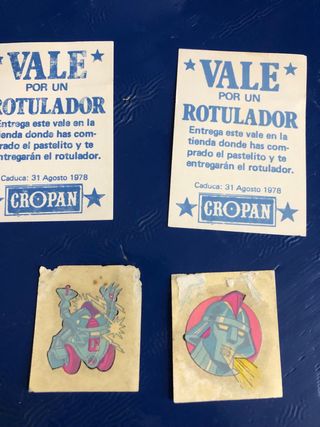 VALE
POR UN
ROTULADOR
Entrega este vale en la
tienda donde has com-
prado el pastelito y te
entregarán el rotulador.
Caduca: 31 Agosto 1978
CROPAN
VALE
POR UN
ROTULADOR
Entrega este vale en la
tienda donde has com-
prado el pastelito y te
entregarán el rotulador.
Caduca: 31 Agosto 1978
CROPAN